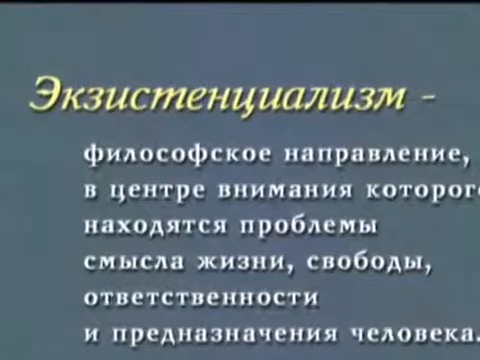 Экзистенциализм -
философское направление,
в центре внимания которого
находятся проблемы
смысла жизни, свободы,
ответственности
и предназначения человека.